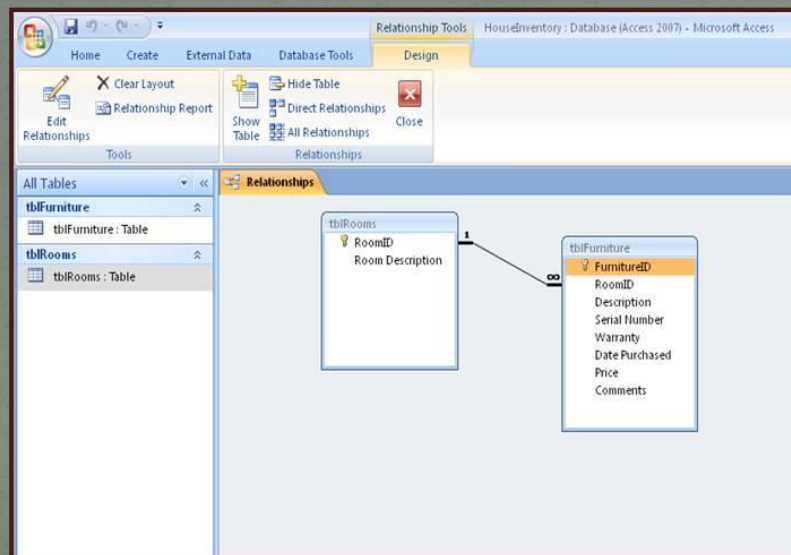 Relationship Tools
HouseInventory : Database (Access 2007) - Microsoft Access
Home Create External Data Database Tools Design
Edit Relationships
Clear Layout
Relationship Report
Tools
Show Table
Hide Table
Direct Relationships
All Relationships
Close
Relationships
All Tables
tblFurniture
tblFurniture : Table
tblRooms
tblRooms : Table
Relationships
tblRooms
RoomID
Room Description
1
∞
tblFurniture
FurnitureID
RoomID
Description
Serial Number
Warranty
Date Purchased
Price
Comments